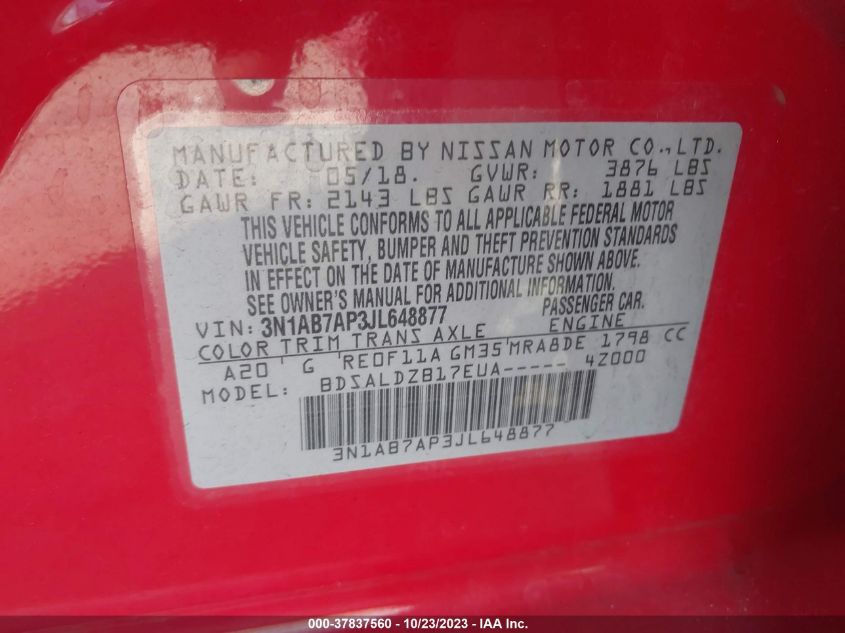 MANUFACTURED BY NISSAN MOTOR CO., LTD.
DATE: 05/18. GVWR: 3876 LBS
GAWR FR: 2143 LBS GAWR RR: 1881 LBS
THIS VEHICLE CONFORMS TO ALL APPLICABLE FEDERAL MOTOR
VEHICLE SAFETY, BUMPER AND THEFT PREVENTION STANDARDS
IN EFFECT ON THE DATE OF MANUFACTURE SHOWN ABOVE.
SEE OWNER'S MANUAL FOR ADDITIONAL INFORMATION.
VIN: 3N1AB7AP3JL648877 PASSENGER CAR.
COLOR TRIM TRANS AXLE ENGINE
A20 G RE0F11A GM35 MRA8DE 1798 CC
MODEL: BDSALDZB17EUA----- 4Z000
3N1AB7AP3JL648877
000-37837560 - 10/23/2023 - IAA Inc.